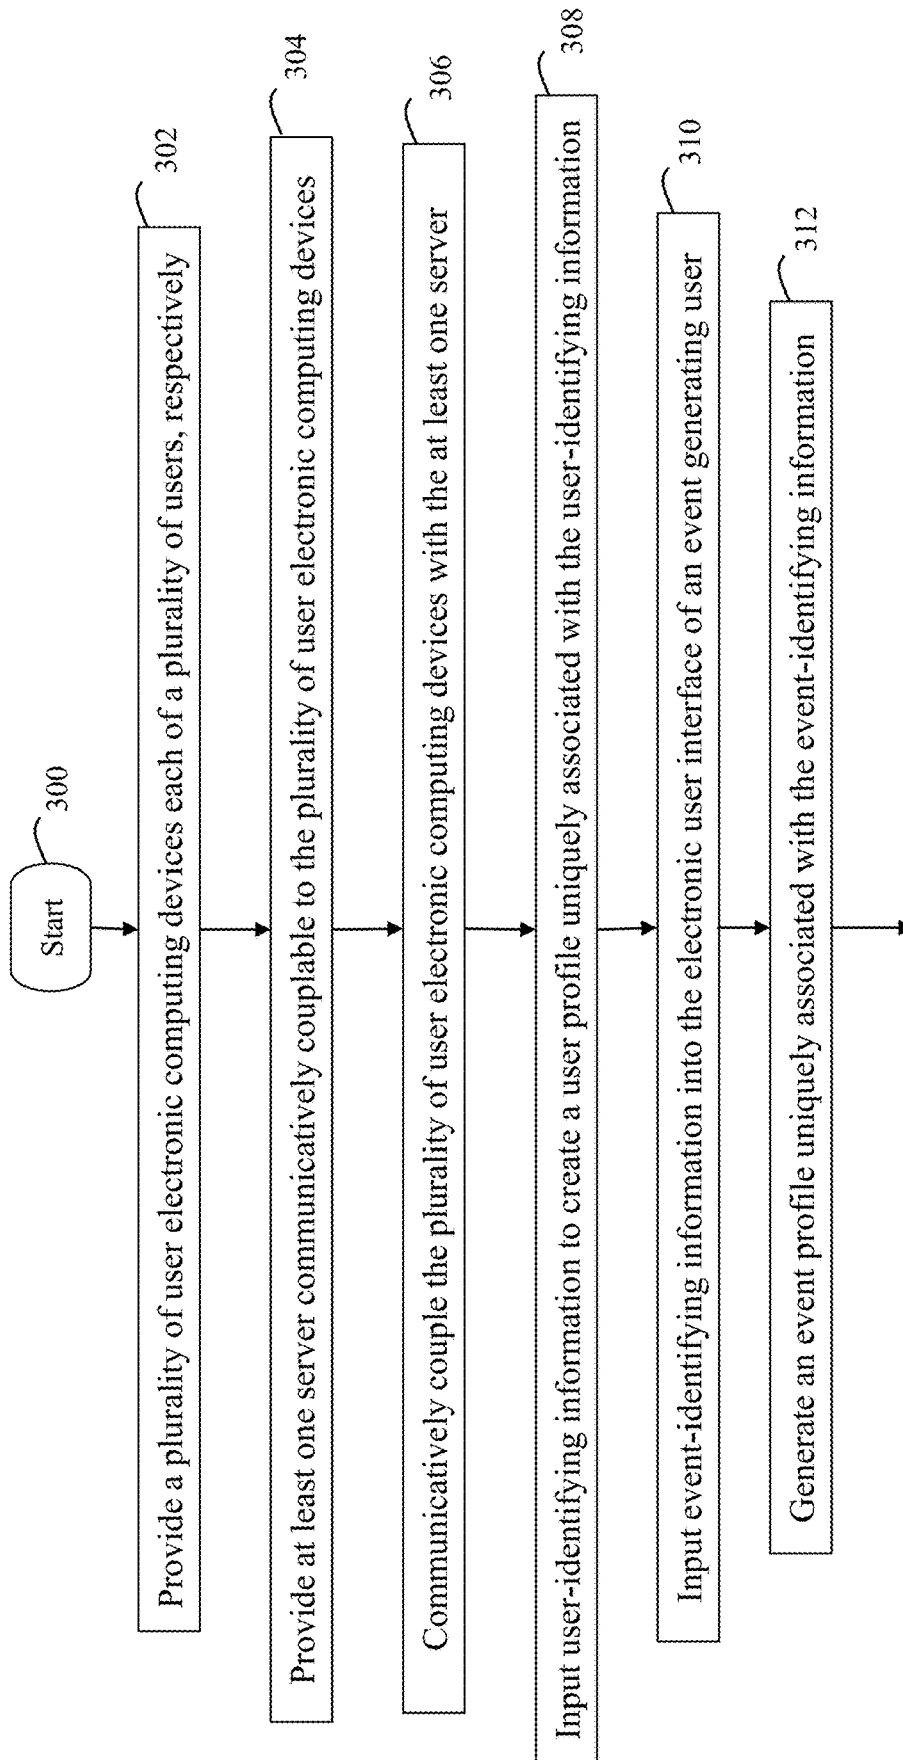 Start
300
302
Provide a plurality of user electronic computing devices each of a plurality of users, respectively
304
Provide at least one server communicatively couplable to the plurality of user electronic computing devices
306
Communicatively couple the plurality of user electronic computing devices with the at least one server
308
Input user-identifying information to create a user profile uniquely associated with the user-identifying information
310
Input event-identifying information into the electronic user interface of an event generating user
312
Generate an event profile uniquely associated with the event-identifying information